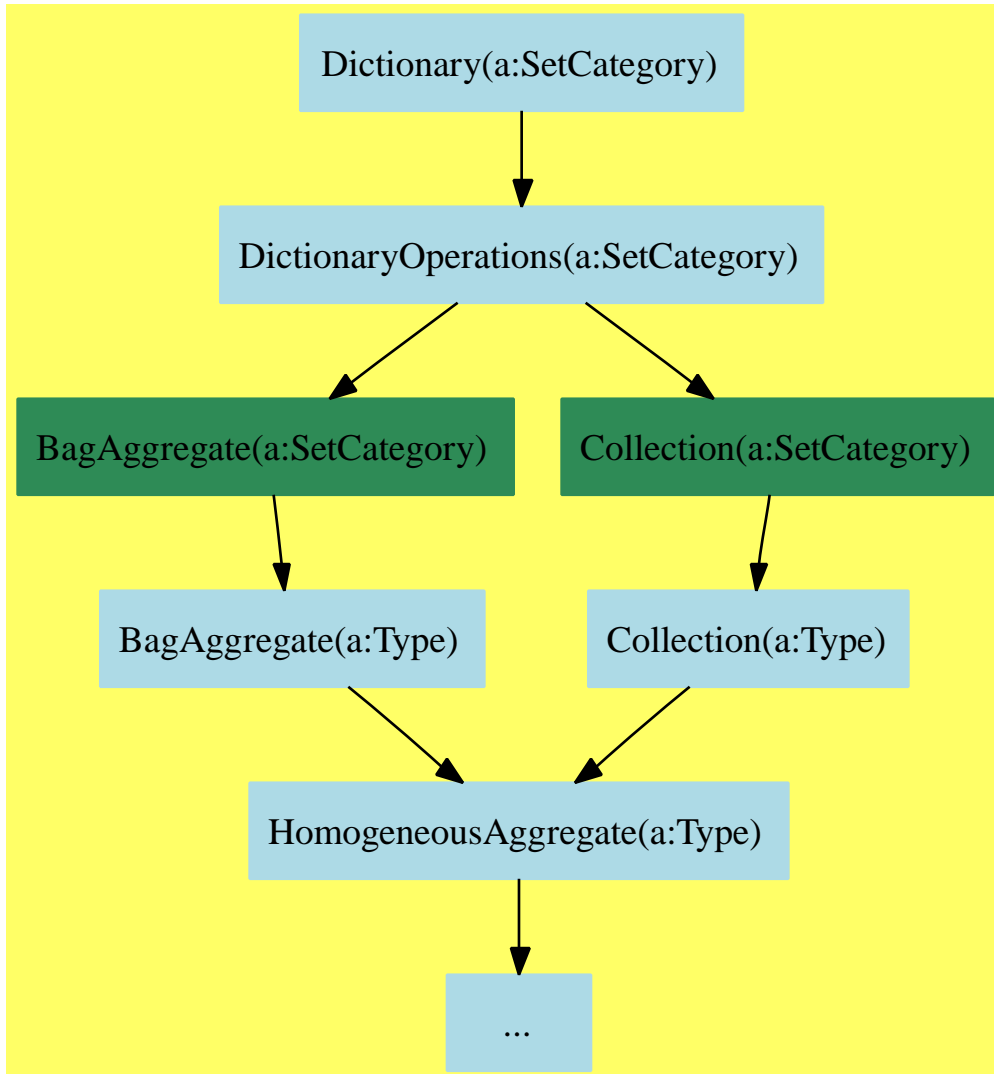 Dictionary(a:SetCategory)
DictionaryOperations(a:SetCategory)
BagAggregate(a:SetCategory)
Collection(a:SetCategory)
BagAggregate(a:Type)
Collection(a:Type)
HomogeneousAggregate(a:Type)
...